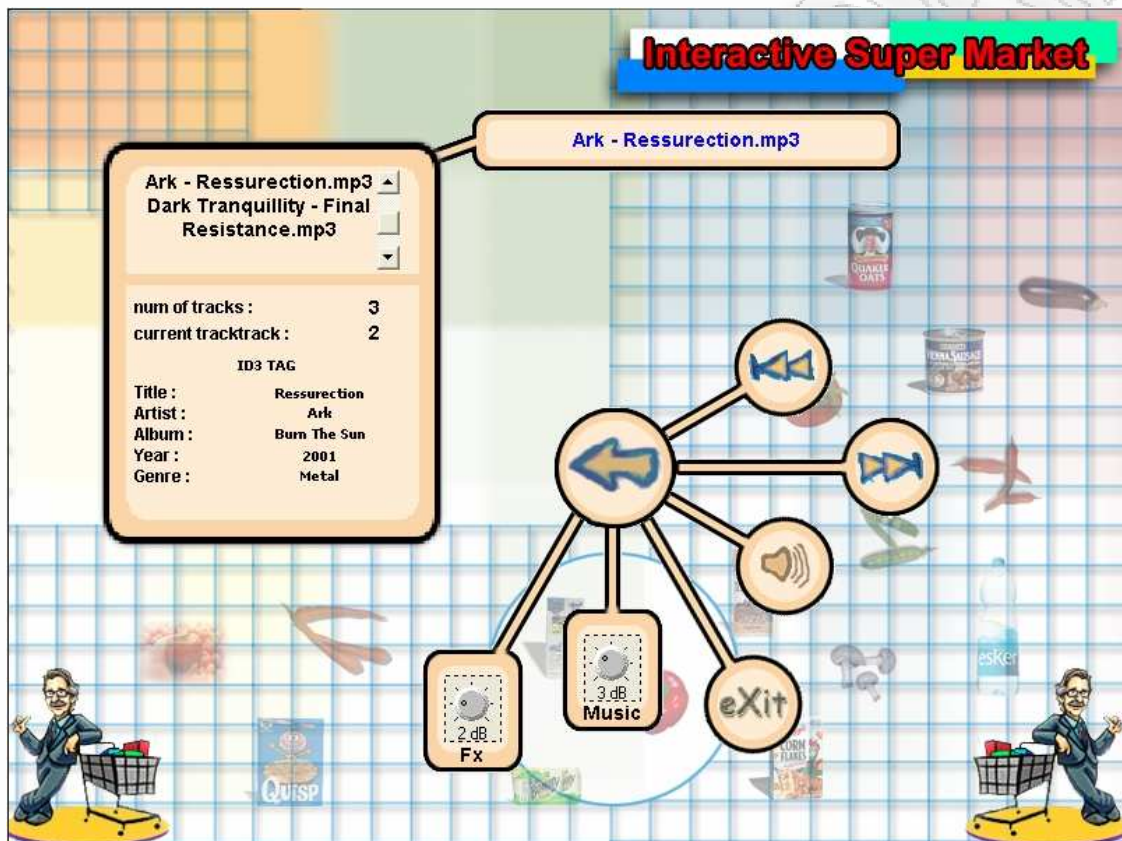 Interactive Super Market
Ark - Ressurection.mp3
Ark - Ressurection.mp3
Dark Tranquillity - Final
Resistance.mp3
num of tracks : 3
current tracktrack : 2
ID3 TAG
Title : Ressurection
Artist : Ark
Album : Burn The Sun
Year : 2001
Genre : Metal
QUAKER
OATS
VIENNA SAUSAGE
esker
3 dB
Music
2 dB
Fx
eXit
QUISP
CORN
FLAKES